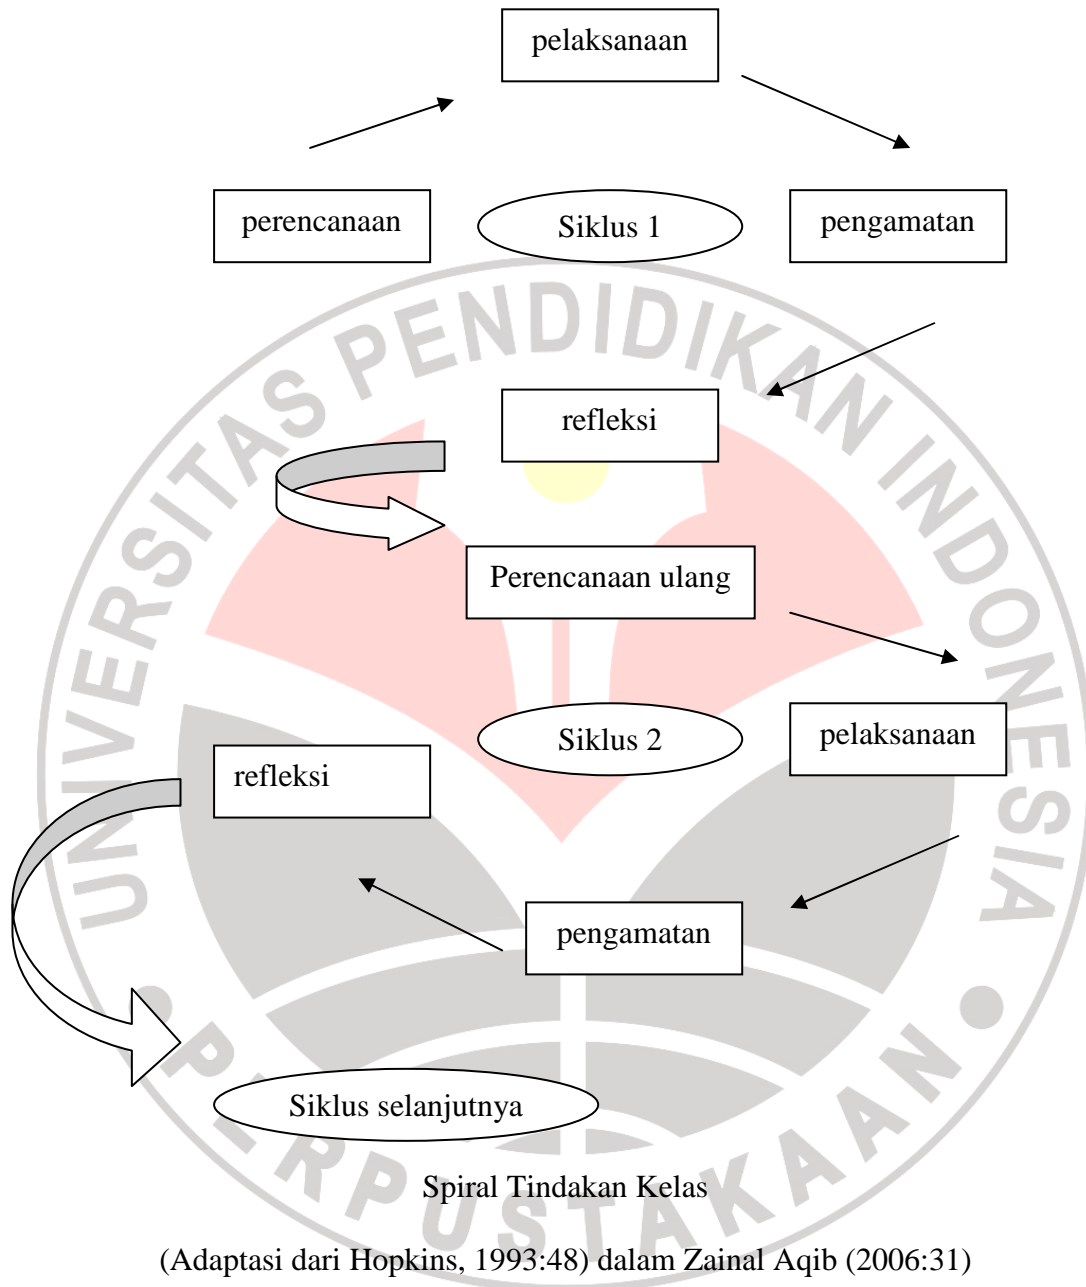 pelaksanaan
perencanaan
Siklus 1
pengamatan
refleksi
Perencanaan ulang
Siklus 2
pelaksanaan
refleksi
pengamatan
Siklus selanjutnya
Spiral Tindakan Kelas
(Adaptasi dari Hopkins, 1993:48) dalam Zainal Aqib (2006:31)
UNIVERSITAS PENDIDIKAN INDONESIA
PERPUSTAKAAN